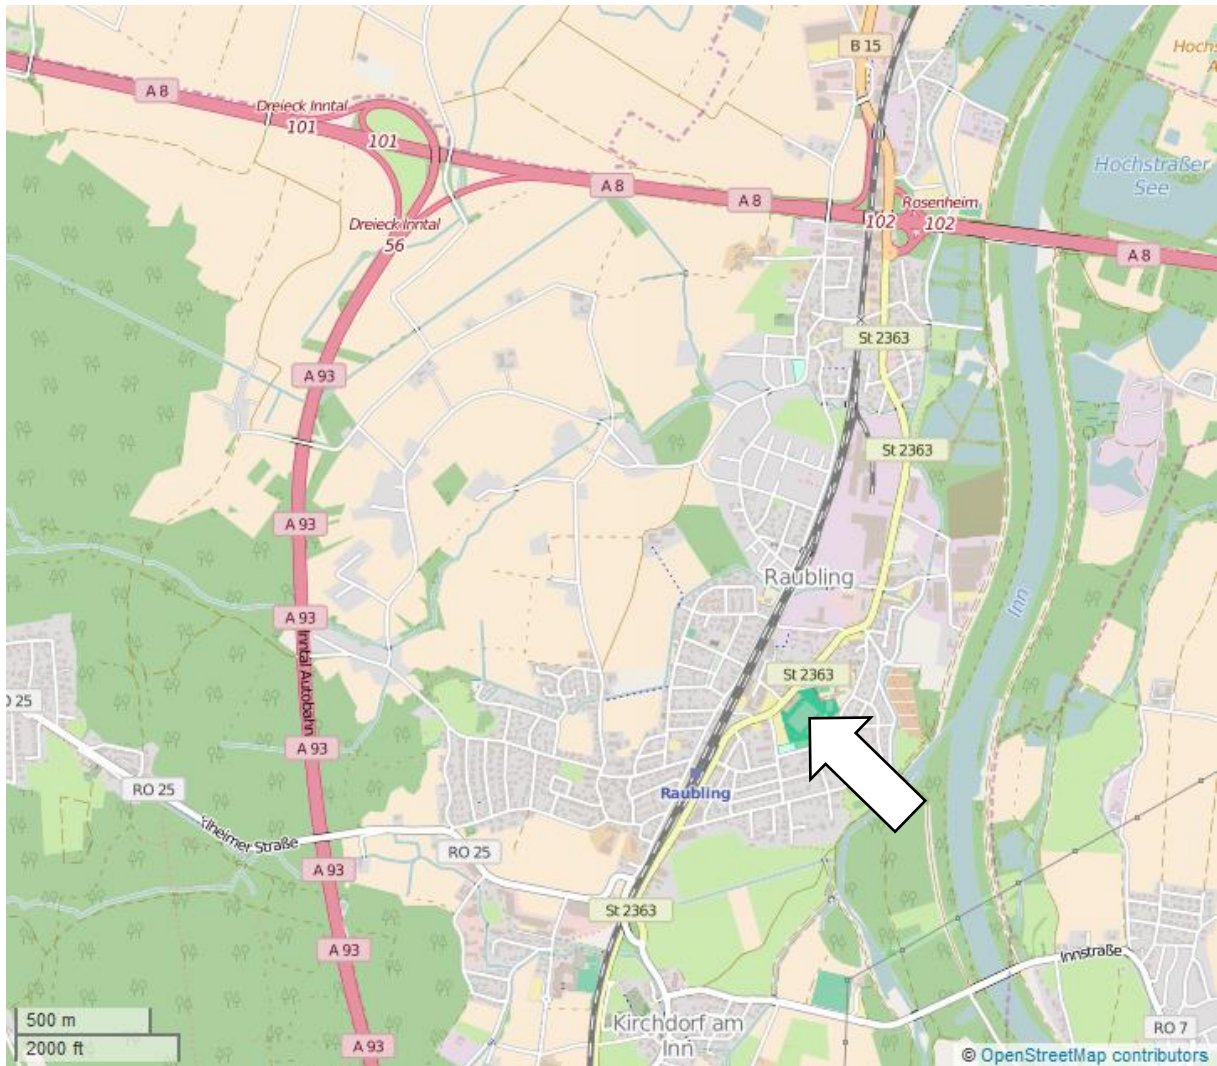 B 15
Hochs
A
A 8
Dreieck Inntal
101
101
Hochstraßer
See
A 8
A 8
Rosenheim
102
102
Dreieck Inntal
56
A 8
St 2363
A 93
St 2363
A 93
Raubling
Inn
A 93
Inntal Autobahn
St 2363
25
A 93
RO 25
Raubling
klheimer Straße
RO 25
A 93
St 2363
A 93
Innstraße
500 m
2000 ft
A 93
Kirchdorf am
Inn
RO 7
© OpenStreetMap contributors